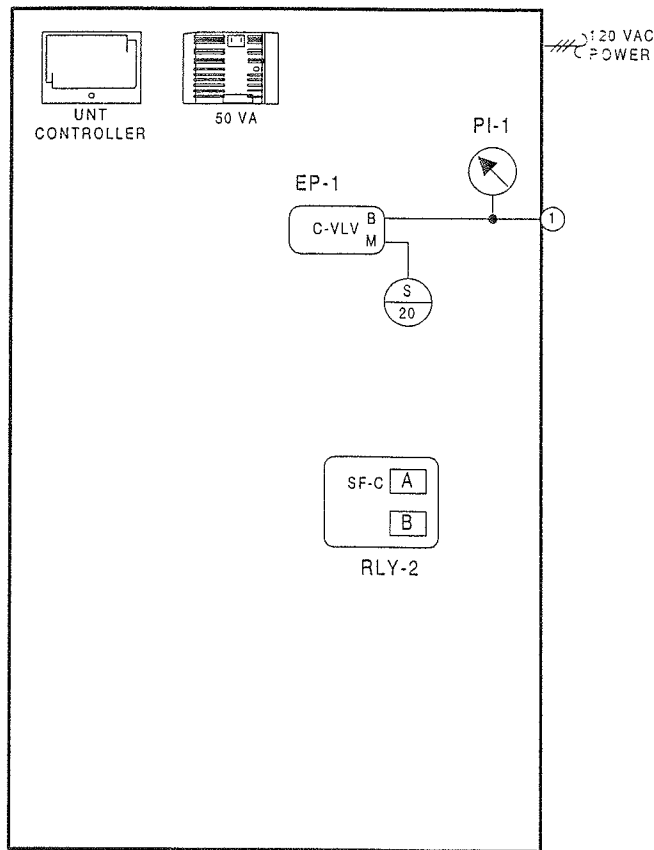 120 VAC
POWER
UNT
CONTROLLER
50 VA
PI-1
EP-1
C-VLV B
M
1
S
20
SF-C A
B
RLY-2